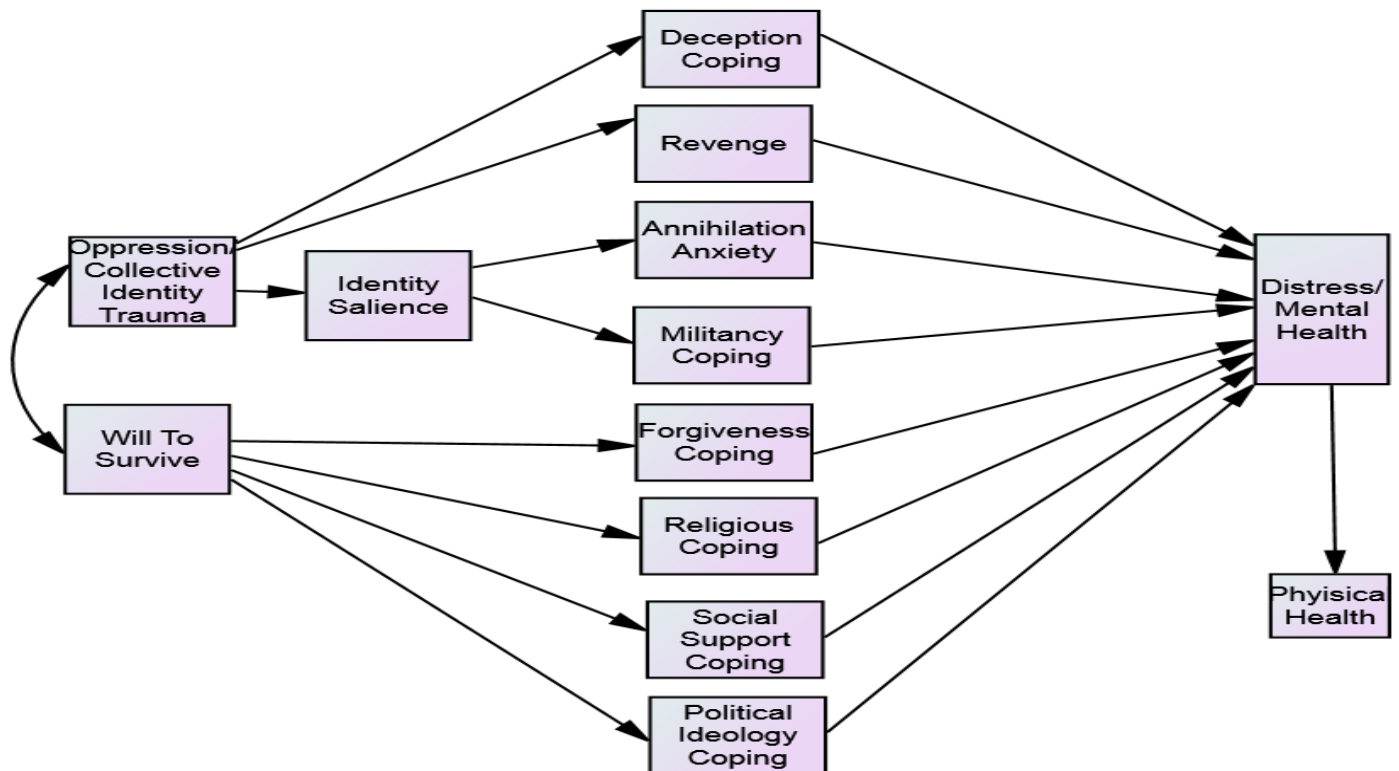 Deception
Coping
Revenge
Oppression/
Collective
Identity
Trauma
Identity
Salience
Annihilation
Anxiety
Militancy
Coping
Distress/
Mental
Health
Will To
Survive
Forgiveness
Coping
Religious
Coping
Social
Support
Coping
Political
Ideology
Coping
Phyisica
Health